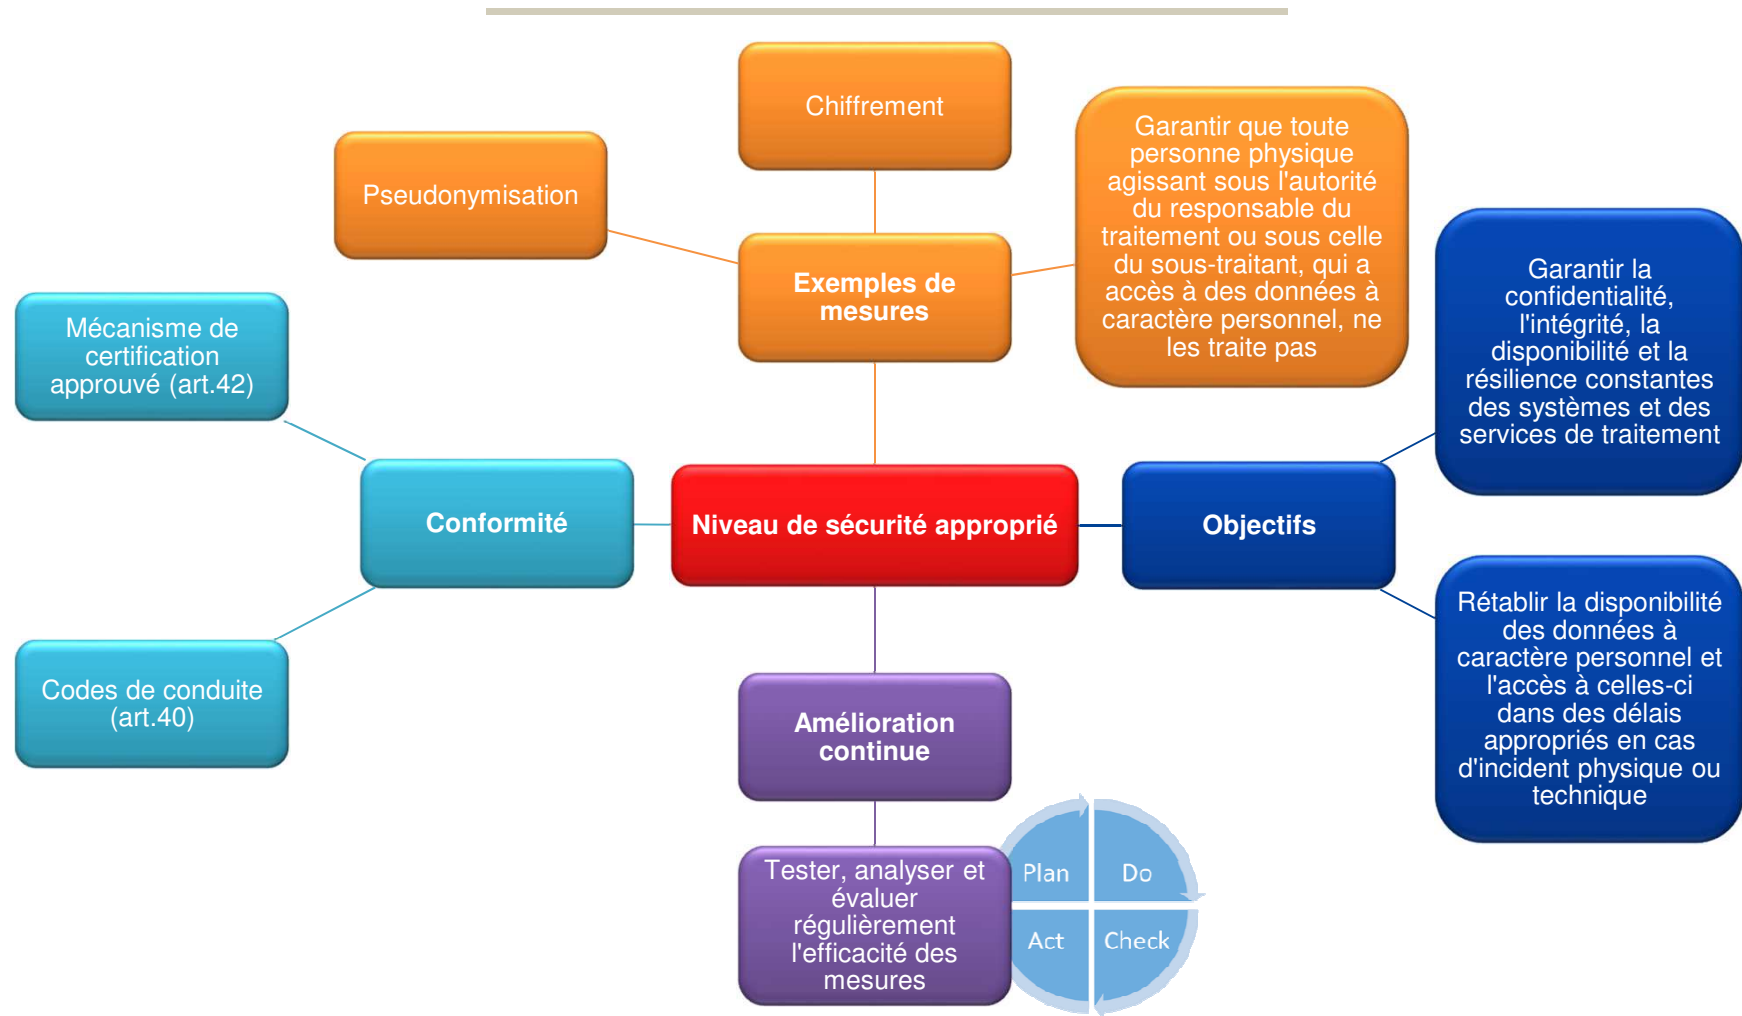 Chiffrement
Pseudonymisation
Garantir que toute
personne physique
agissant sous l'autorité
du responsable du
traitement ou sous celle
du sous-traitant, qui a
accès à des données à
caractère personnel, ne
les traite pas
Exemples de
mesures
Garantir la
confidentialité,
l'intégrité, la
disponibilité et la
résilience constantes
des systèmes et des
services de traitement
Mécanisme de
certification
approuvé (art.42)
Conformité
Niveau de sécurité approprié
Objectifs
Codes de conduite
(art.40)
Rétablir la disponibilité
des données à
caractère personnel et
l'accès à celles-ci
dans des délais
appropriés en cas
d'incident physique ou
technique
Amélioration
continue
Tester, analyser et
évaluer
régulièrement
l'efficacité des
mesures
Plan
Do
Act
Check